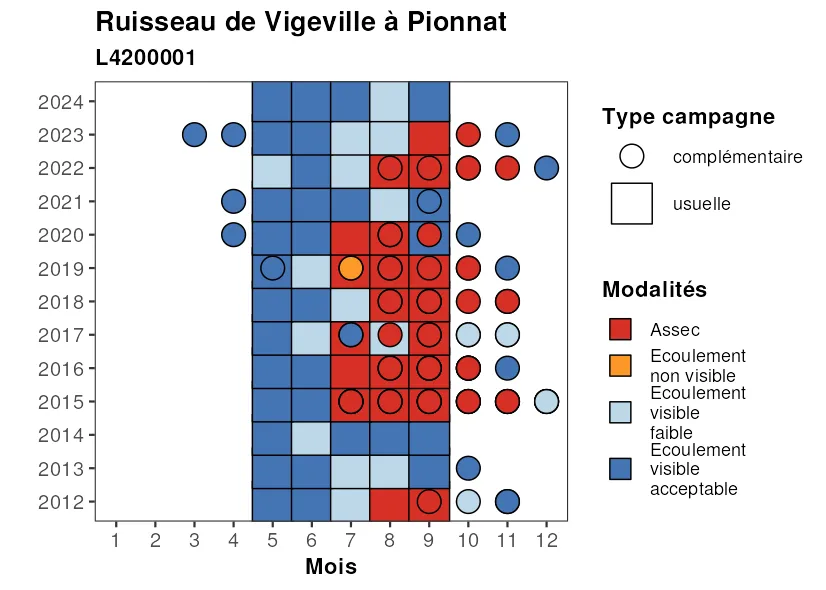 Ruisseau de Vigeville à Pionnat
L4200001
2024
2023
2022
2021
2020
2019
2018
2017
2016
2015
2014
2013
2012
1 2 3 4 5 6 7 8 9 10 11 12
Mois
Type campagne
complémentaire
usuelle
Modalités
Assec
Ecoulement
non visible
Ecoulement
visible
faible
Ecoulement
visible
acceptable